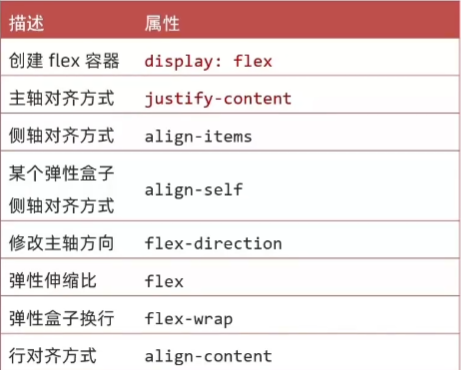 描述 属性
创建 flex 容器 display: flex
主轴对齐方式 justify-content
侧轴对齐方式 align-items
某个弹性盒子
侧轴对齐方式 align-self
修改主轴方向 flex-direction
弹性伸缩比 flex
弹性盒子换行 flex-wrap
行对齐方式 align-content